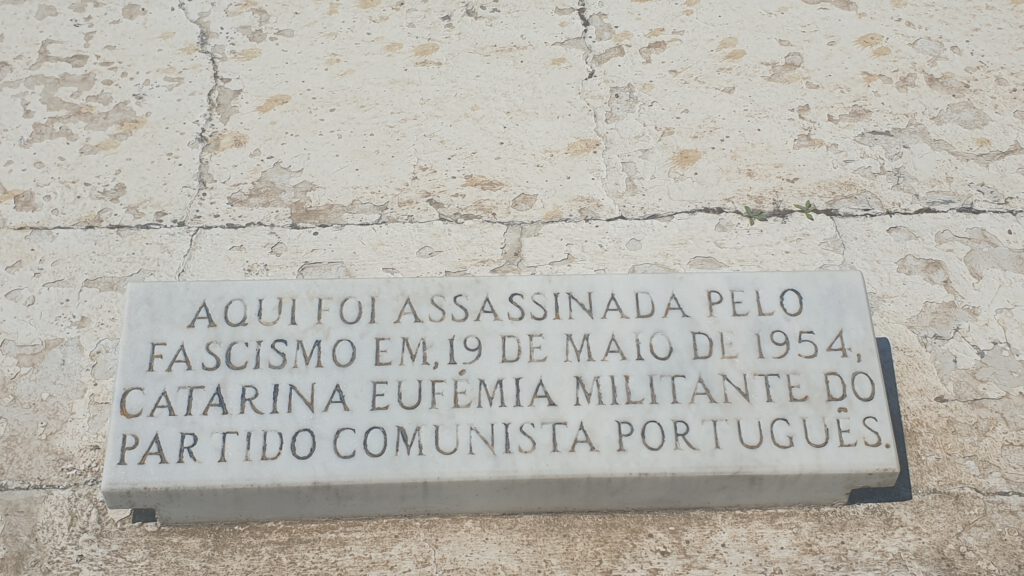 AQUI FOI ASSASSINADA PELO
FASCISMO EM, 19 DE MAIO DE 1954,
CATARINA EUFÉMIA MILITANTE DO
PARTIDO COMUNISTA PORTUGUÊS.